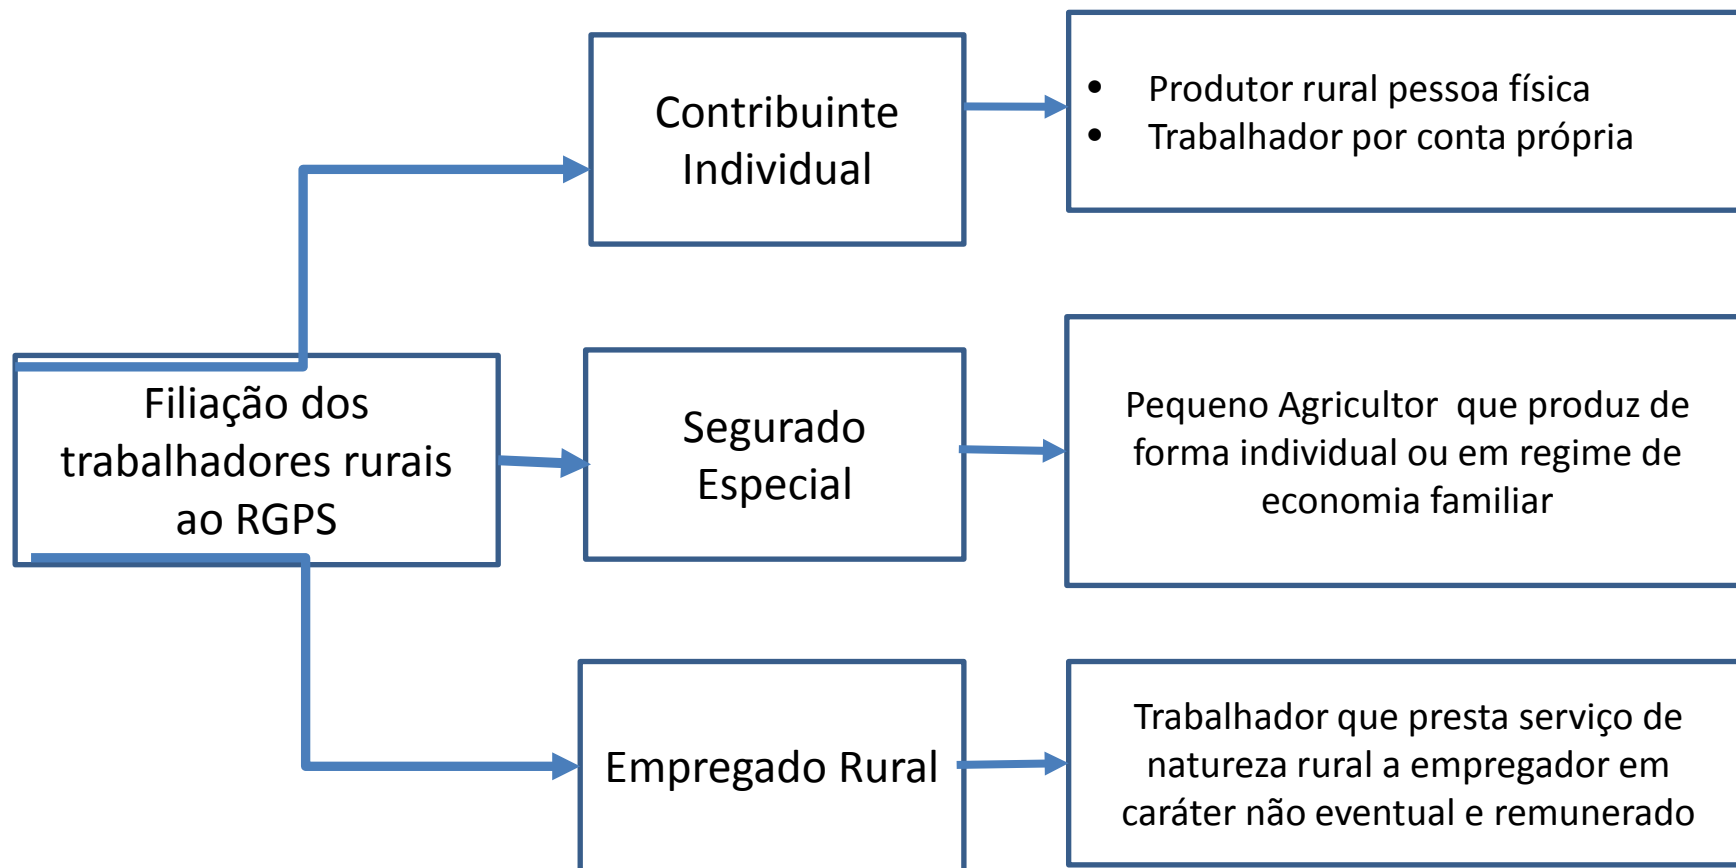 Contribuinte
Individual
• Produtor rural pessoa física
• Trabalhador por conta própria
Filiação dos
trabalhadores rurais
ao RGPS
Segurado
Especial
Pequeno Agricultor que produz de
forma individual ou em regime de
economia familiar
Empregado Rural
Trabalhador que presta serviço de
natureza rural a empregador em
caráter não eventual e remunerado